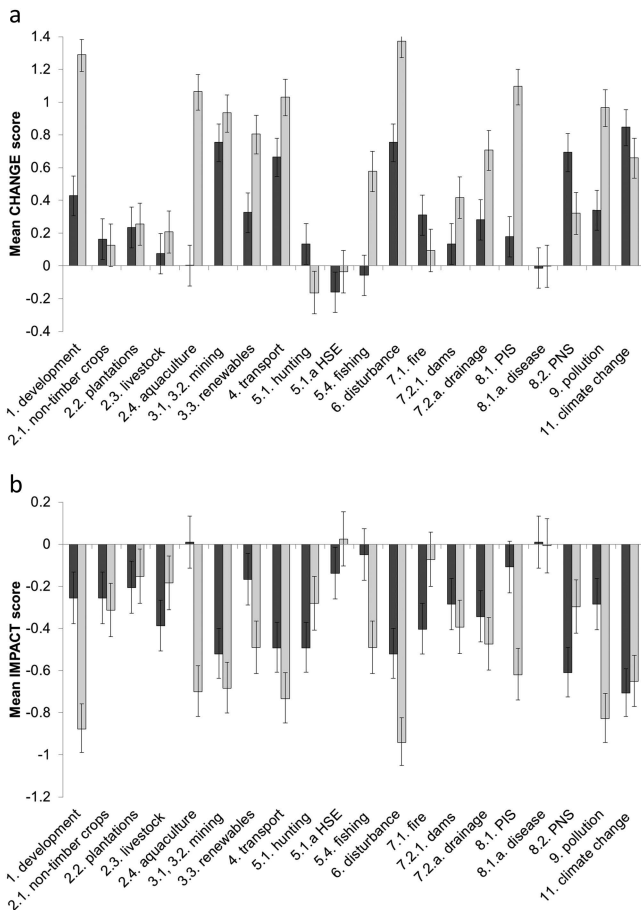 a
Mean CHANGE score
1.4
1.2
1
0.8
0.6
0.4
0.2
0
-0.2
-0.4
1. development
2.1. non-timber crops
2.2. plantations
2.3. livestock
2.4. aquaculture
3.1, 3.2. mining
3.3. renewables
4. transport
5.1. hunting
5.1.a HSE
5.4. fishing
6. disturbance
7.1. fire
7.2.1. dams
7.2.a. drainage
8.1. PIS
8.1.a. disease
8.2. PNS
9. pollution
11. climate change
b
Mean IMPACT score
0.2
0
-0.2
-0.4
-0.6
-0.8
-1
-1.2
1. development
2.1. non-timber crops
2.2. plantations
2.3. livestock
2.4. aquaculture
3.1, 3.2. mining
3.3. renewables
4. transport
5.1. hunting
5.1.a HSE
5.4. fishing
6. disturbance
7.1. fire
7.2.1. dams
7.2.a. drainage
8.1. PIS
8.1.a. disease
8.2. PNS
9. pollution
11. climate change